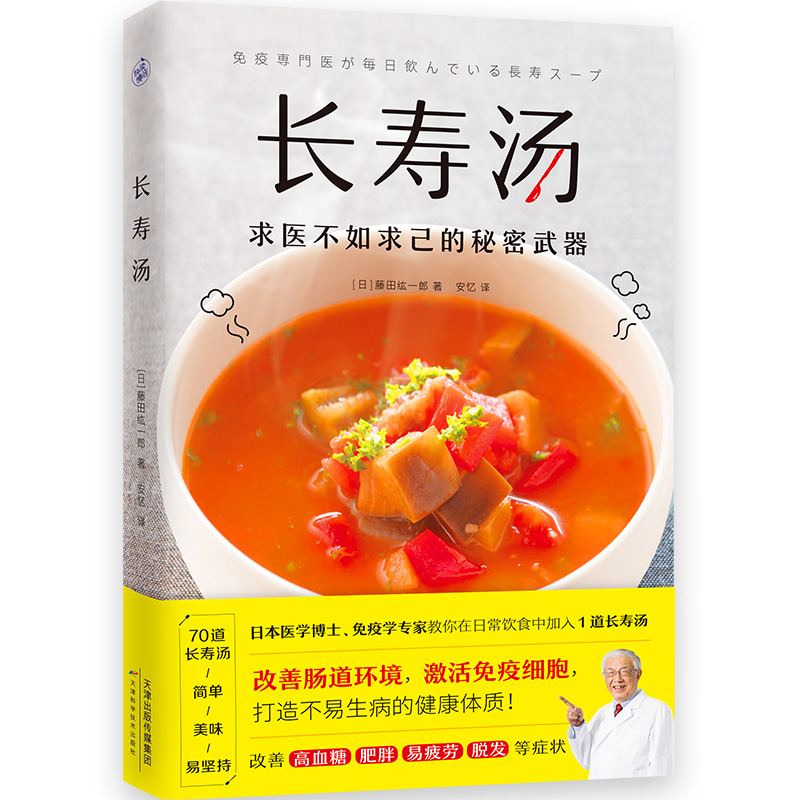 免疫専門医が毎日飲んでいる長寿スープ
长寿汤
求医不如求己的秘密武器
[日]藤田纮一郎 著 安忆 译
长寿汤
[日]藤田纮一郎 著 安忆 译
天津出版传媒集团
天津科学技术出版社
70道
长寿汤
/
简单
/
美味
/
易坚持
日本医学博士、免疫学专家教你在日常饮食中加入1道长寿汤
改善肠道环境,激活免疫细胞,
打造不易生病的健康体质!
改善 高血糖 肥胖 易疲劳 脱发 等症状